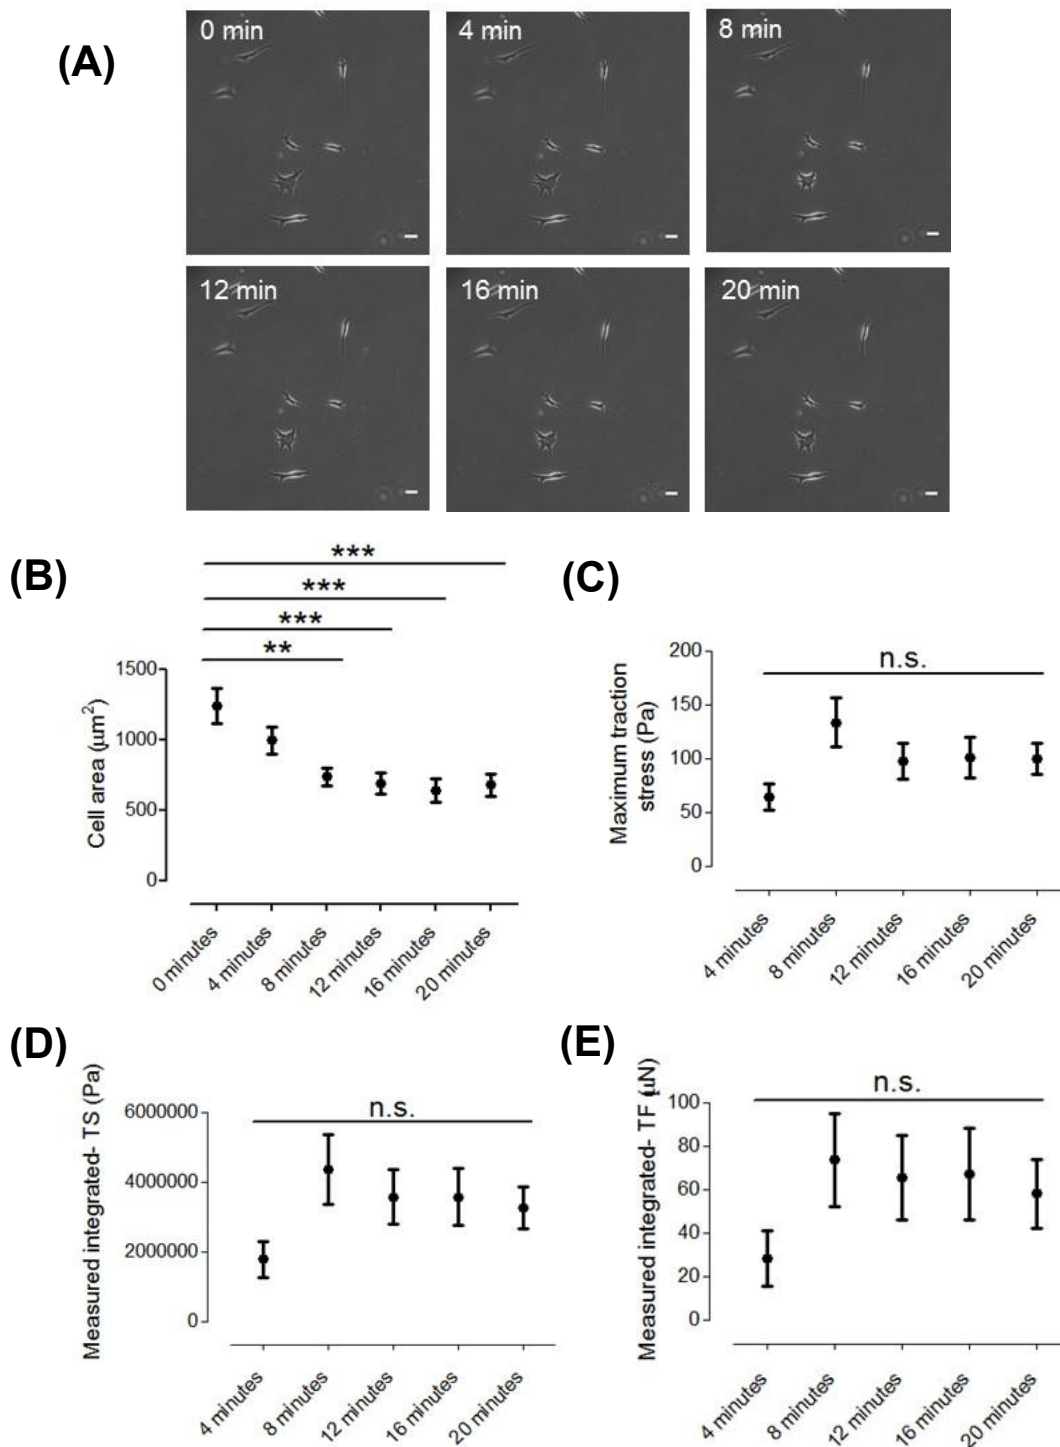 (A)
0 min
4 min
8 min
12 min
16 min
20 min
(B)
***
***
***
**
Cell area (µm²)
1500
1000
500
0
0 minutes
4 minutes
8 minutes
12 minutes
16 minutes
20 minutes
(C)
n.s.
Maximum traction
stress (Pa)
200
150
100
50
0
4 minutes
8 minutes
12 minutes
16 minutes
20 minutes
(D)
n.s.
Measured integrated- TS (Pa)
6000000
4000000
2000000
0
4 minutes
8 minutes
12 minutes
16 minutes
20 minutes
(E)
n.s.
Measured integrated- TF (µN)
100
80
60
40
20
0
4 minutes
8 minutes
12 minutes
16 minutes
20 minutes